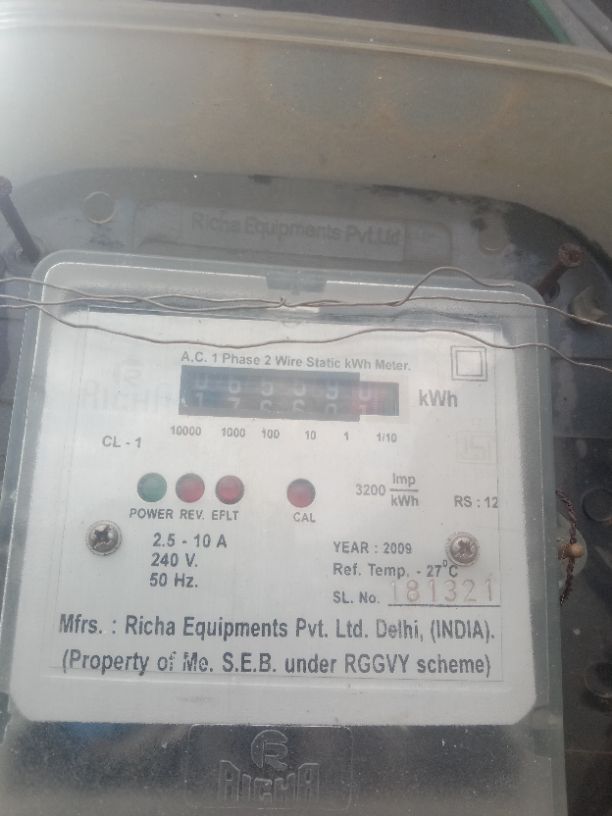 Richa Equipments Pvt.Ltd
A.C. 1 Phase 2 Wire Static kWh Meter.
RICHA
kWh
CL - 1
10000 1000 100 10 1 1/10
3200 Imp/kWh
RS : 12
POWER REV. EFLT
CAL
2.5 - 10 A
240 V.
50 Hz.
YEAR : 2009
Ref. Temp. - 27°C
SL. No. 181321
Mfrs. : Richa Equipments Pvt. Ltd. Delhi, (INDIA).
(Property of Me. S.E.B. under RGGVY scheme)
RICHA